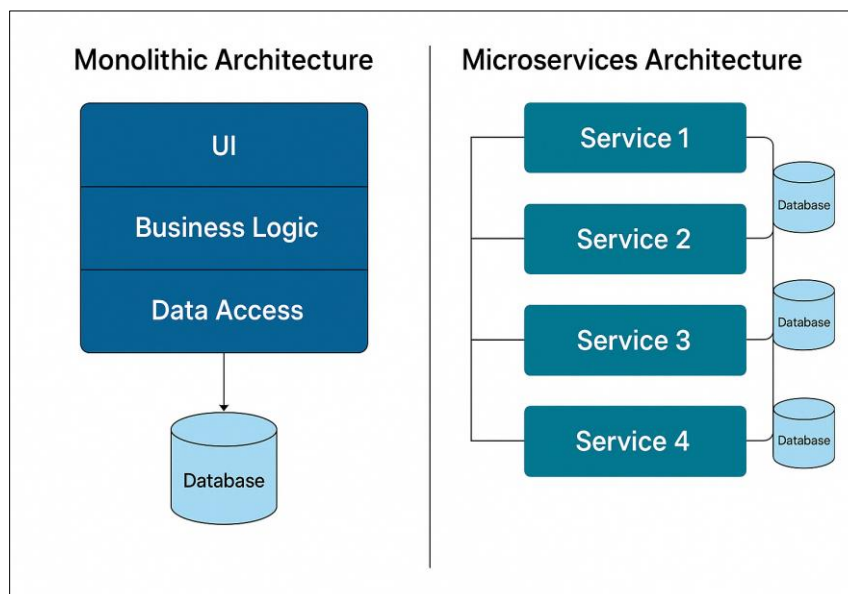 Monolithic Architecture
UI
Business Logic
Data Access
Database
Microservices Architecture
Service 1
Service 2
Service 3
Service 4
Database
Database
Database